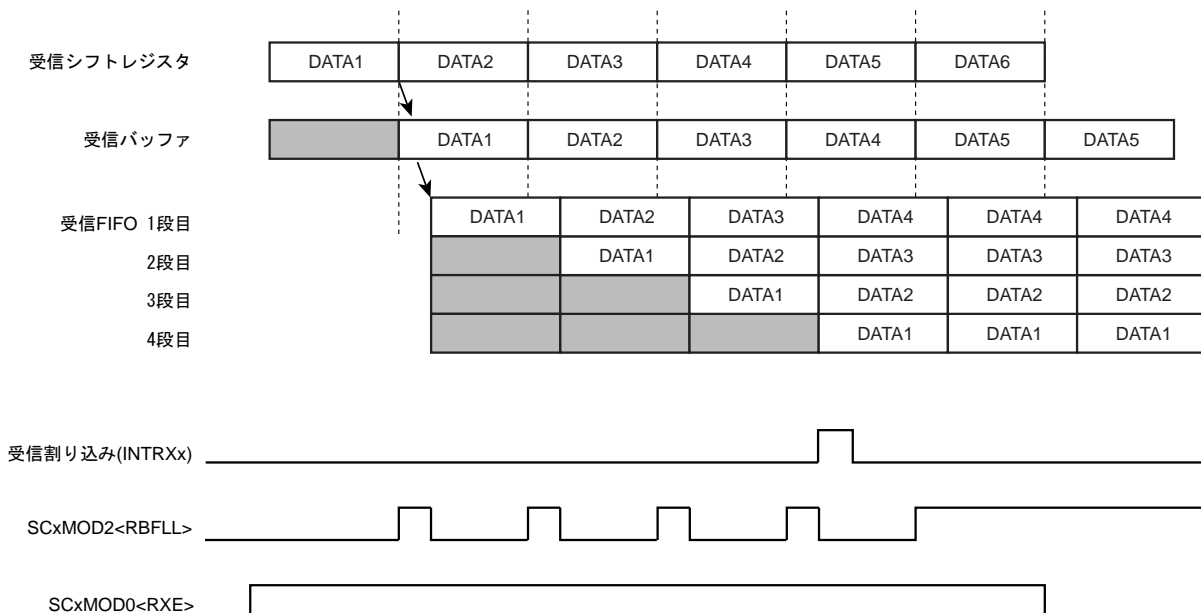 受信シフトレジスタ DATA1 DATA2 DATA3 DATA4 DATA5 DATA6
受信バッファ DATA1 DATA2 DATA3 DATA4 DATA5 DATA5
受信FIFO 1段目 DATA1 DATA2 DATA3 DATA4 DATA4 DATA4
2段目 DATA1 DATA2 DATA3 DATA3 DATA3
3段目 DATA1 DATA2 DATA2 DATA2
4段目 DATA1 DATA1 DATA1
受信割り込み(INTRXx)
SCxMOD2<RBFLL>
SCxMOD0<RXE>